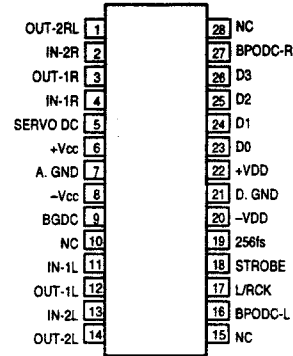 OUT-2RL 1 28 NC
IN-2R 2 27 BPODC-R
OUT-1R 3 26 D3
IN-1R 4 25 D2
SERVO DC 5 24 D1
+Vcc 6 23 D0
A. GND 7 22 +VDD
–Vcc 8 21 D. GND
BGDC 9 20 –VDD
NC 10 19 256fs
IN-1L 11 18 STROBE
OUT-1L 12 17 L/RCK
IN-2L 13 16 BPODC-L
OUT-2L 14 15 NC